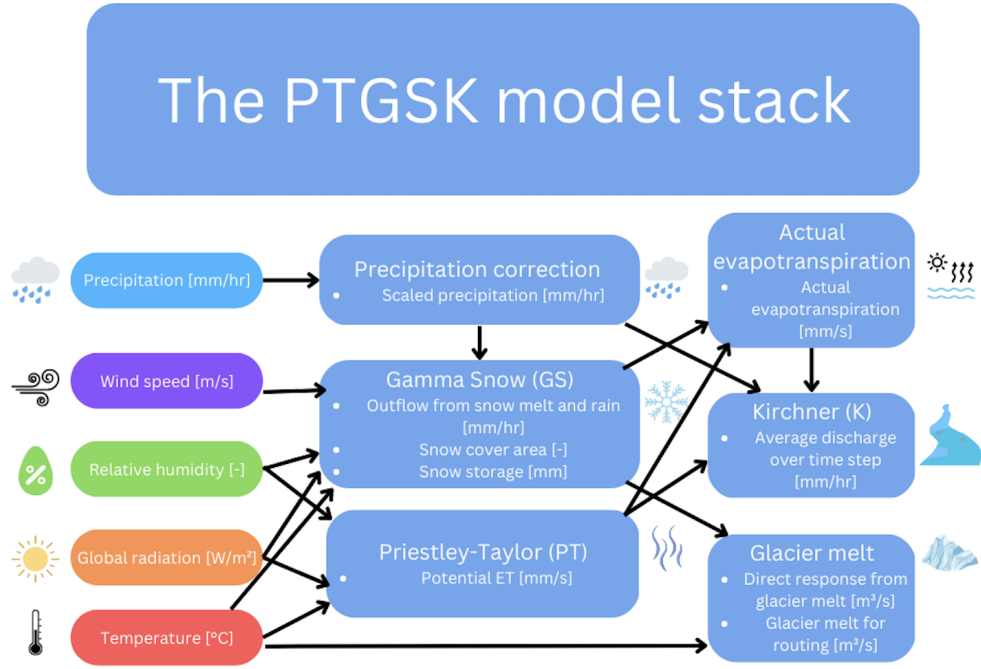 The PTGSK model stack
Precipitation [mm/hr]
Wind speed [m/s]
Relative humidity [-]
%
Global radiation [W/m²]
Temperature [°C]
Precipitation correction
• Scaled precipitation [mm/hr]
Gamma Snow (GS)
• Outflow from snow melt and rain
[mm/hr]
• Snow cover area [-]
• Snow storage [mm]
Priestley-Taylor (PT)
• Potential ET [mm/s]
Actual
evapotranspiration
• Actual
evapotranspiration
[mm/s]
Kirchner (K)
• Average discharge
over time step
[mm/hr]
Glacier melt
• Direct response from
glacier melt [m³/s]
• Glacier melt for
routing [m³/s]